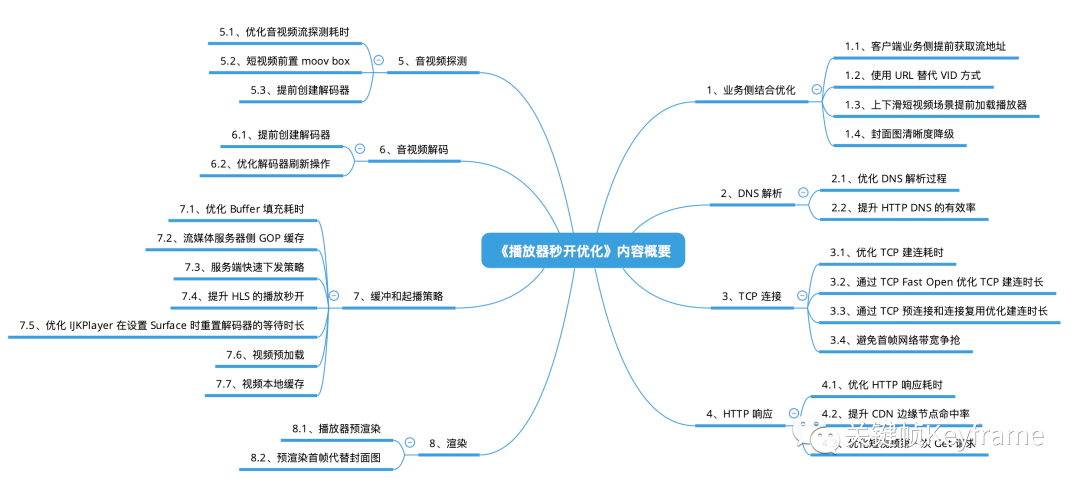 《播放器秒开优化》内容概要
1、业务侧结合优化
1.1、客户端业务侧提前获取流地址
1.2、使用 URL 替代 VID 方式
1.3、上下滑短视频场景提前加载播放器
1.4、封面图清晰度降级
2、DNS 解析
2.1、优化 DNS 解析过程
2.2、提升 HTTP DNS 的有效率
3、TCP 连接
3.1、优化 TCP 建连耗时
3.2、通过 TCP Fast Open 优化 TCP 建连时长
3.3、通过 TCP 预连接和连接复用优化建连时长
3.4、避免首帧网络带宽争抢
4、HTTP 响应
4.1、优化 HTTP 响应耗时
4.2、提升 CDN 边缘节点命中率
优化短视频第一次 Get 请求
关键帧Keyframe
5、音视频探测
5.1、优化音视频流探测耗时
5.2、短视频前置 moov box
5.3、提前创建解码器
6、音视频解码
6.1、提前创建解码器
6.2、优化解码器刷新操作
7、缓冲和起播策略
7.1、优化 Buffer 填充耗时
7.2、流媒体服务器侧 GOP 缓存
7.3、服务端快速下发策略
7.4、提升 HLS 的播放秒开
7.5、优化 IJKPlayer 在设置 Surface 时重置解码器的等待时长
7.6、视频预加载
7.7、视频本地缓存
8、渲染
8.1、播放器预渲染
8.2、预渲染首帧代替封面图